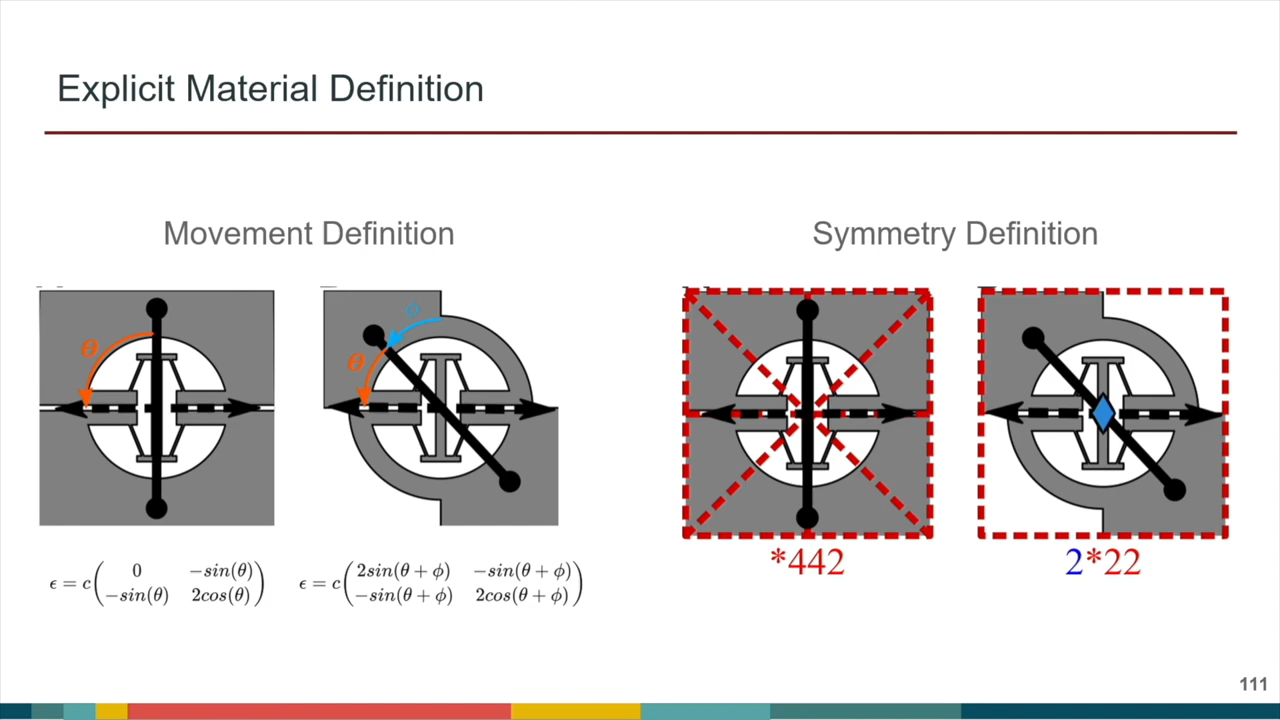 Explicit Material Definition
Movement Definition
Symmetry Definition
θ
ϕ
θ
*442
2*22
ϵ = c(0 −sin(θ) −sin(θ) 2cos(θ))
ϵ = c(2sin(θ + ϕ) −sin(θ + ϕ) −sin(θ + ϕ) 2cos(θ + ϕ))
111